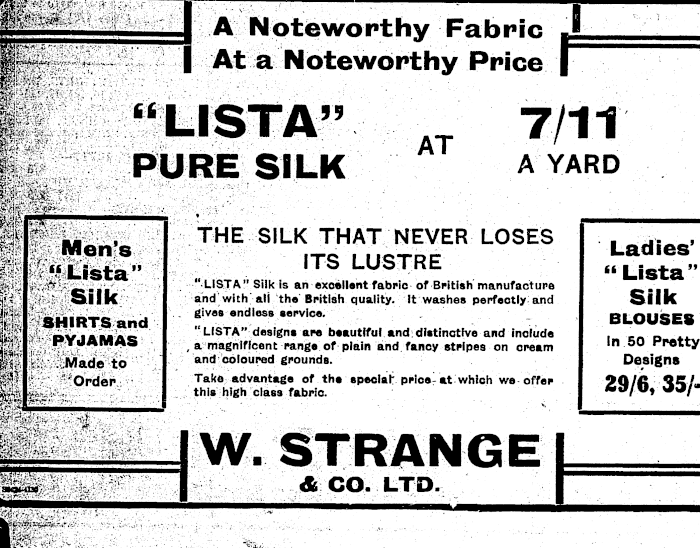 A Noteworthy Fabric
At a Noteworthy Price
"LISTA"
PURE SILK
AT
7/11
A YARD
Men's
"Lista"
Silk
SHIRTS and
PYJAMAS
Made to
Order
THE SILK THAT NEVER LOSES
ITS LUSTRE
"LISTA" Silk is an excellent fabric of British manufacture
and with all the British quality. It washes perfectly and
gives endless service.
"LISTA" designs are beautiful and distinctive and include
a magnificent range of plain and fancy stripes on cream
and coloured grounds.
Take advantage of the special price at which we offer
this high class fabric.
Ladies'
"Lista"
Silk
BLOUSES
In 50 Pretty
Designs
29/6, 35/-
W. STRANGE
& CO. LTD.